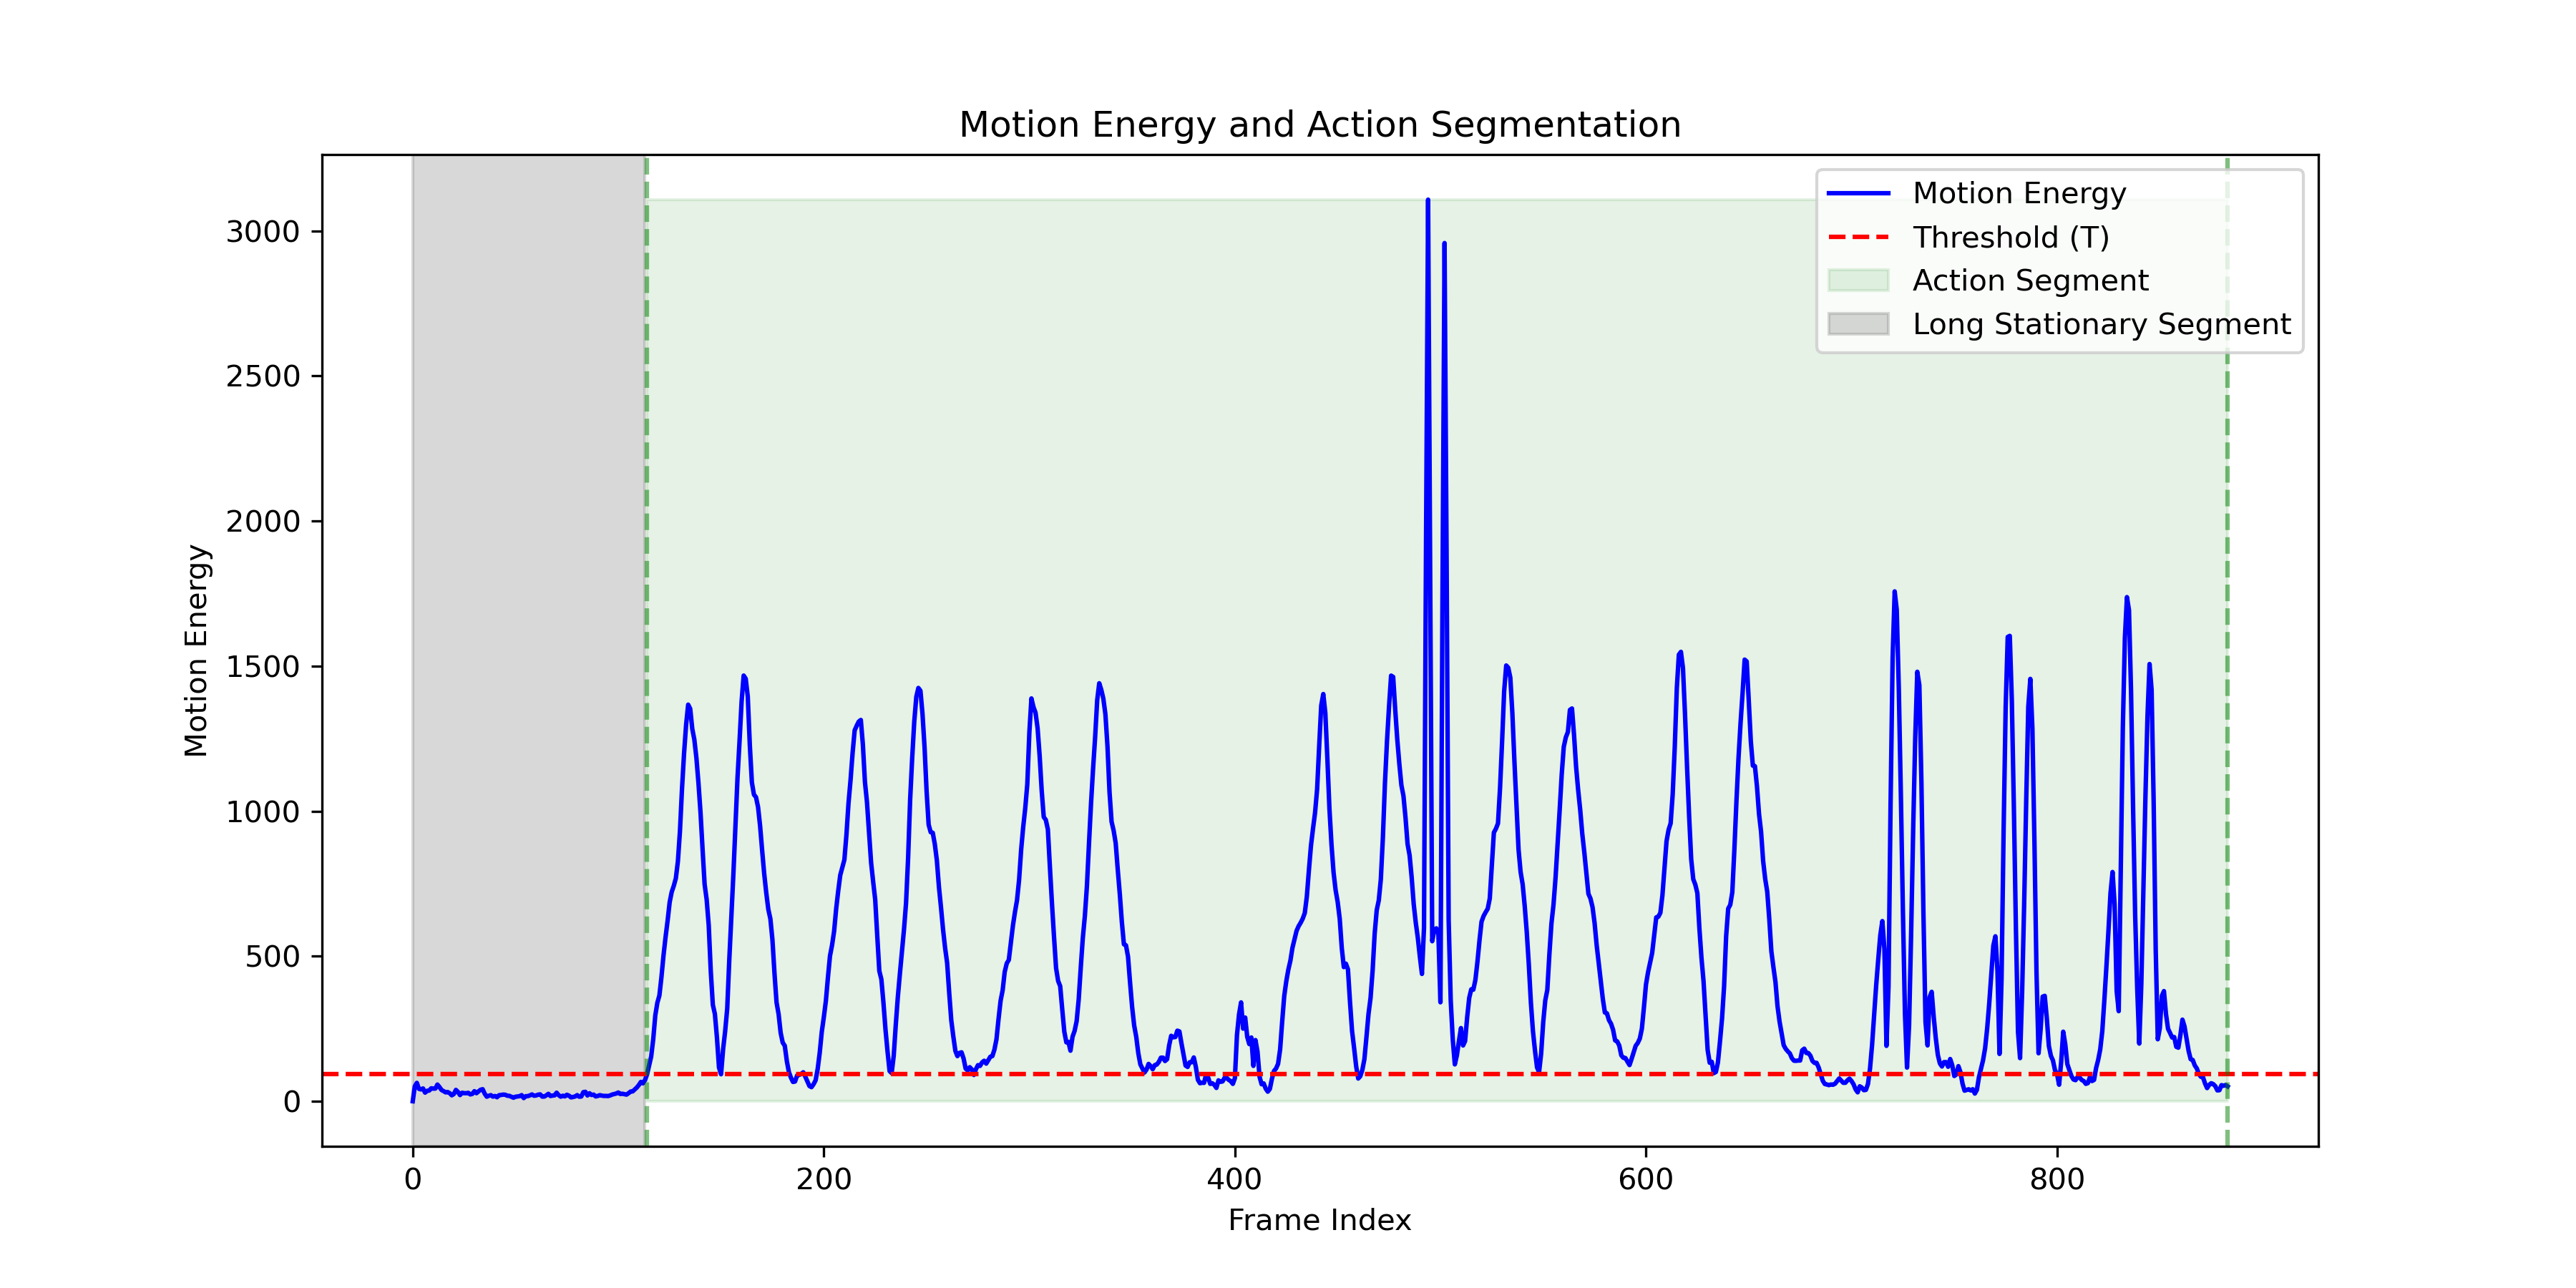 Motion Energy and Action Segmentation
Motion Energy
Threshold (T)
Action Segment
Long Stationary Segment
3000
2500
2000
1500
1000
500
0
Motion Energy
0 200 400 600 800
Frame Index